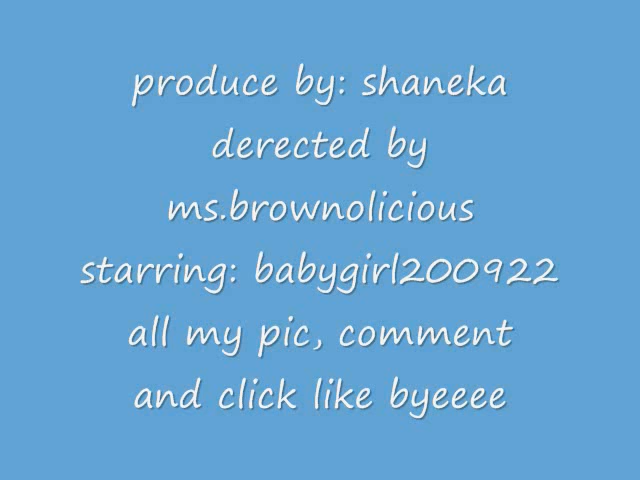 produce by: shaneka
derected by
ms.brownolicious
starring: babygirl200922
all my pic, comment
and click like byeeee